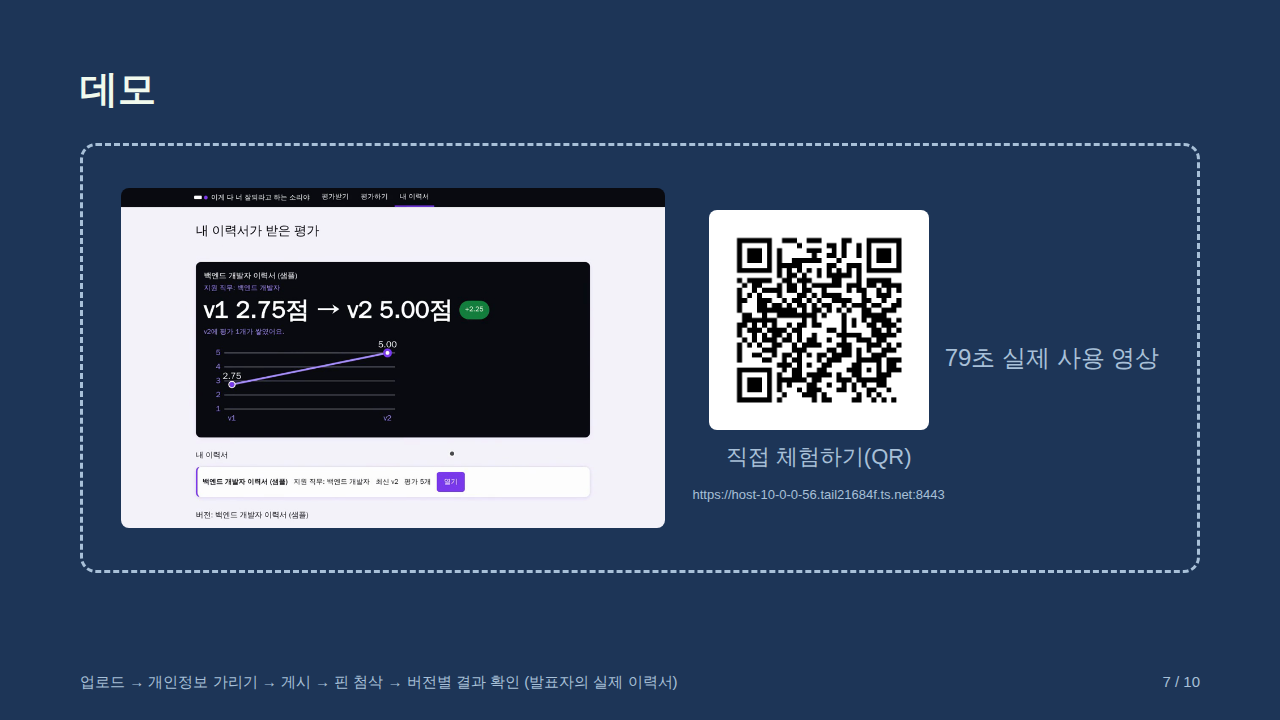 데모
이게 다 너 잘되라고 하는 소리야 평가받기 평가하기 내 이력서
내 이력서가 받은 평가
백엔드 개발자 이력서 (샘플)
지원 직무: 백엔드 개발자
v1 2.75점 → v2 5.00점 +2.25
v2에 평가 1개가 쌓였어요.
5.00
5
4
2.75
3
2
1
v1 v2
내 이력서
백엔드 개발자 이력서 (샘플) 지원 직무: 백엔드 개발자 최신 v2 평가 5개 열기
버전: 백엔드 개발자 이력서 (샘플)
직접 체험하기(QR)
https://host-10-0-0-56.tail21684f.ts.net:8443
79초 실제 사용 영상
업로드 → 개인정보 가리기 → 게시 → 핀 첨삭 → 버전별 결과 확인 (발표자의 실제 이력서)
7 / 10